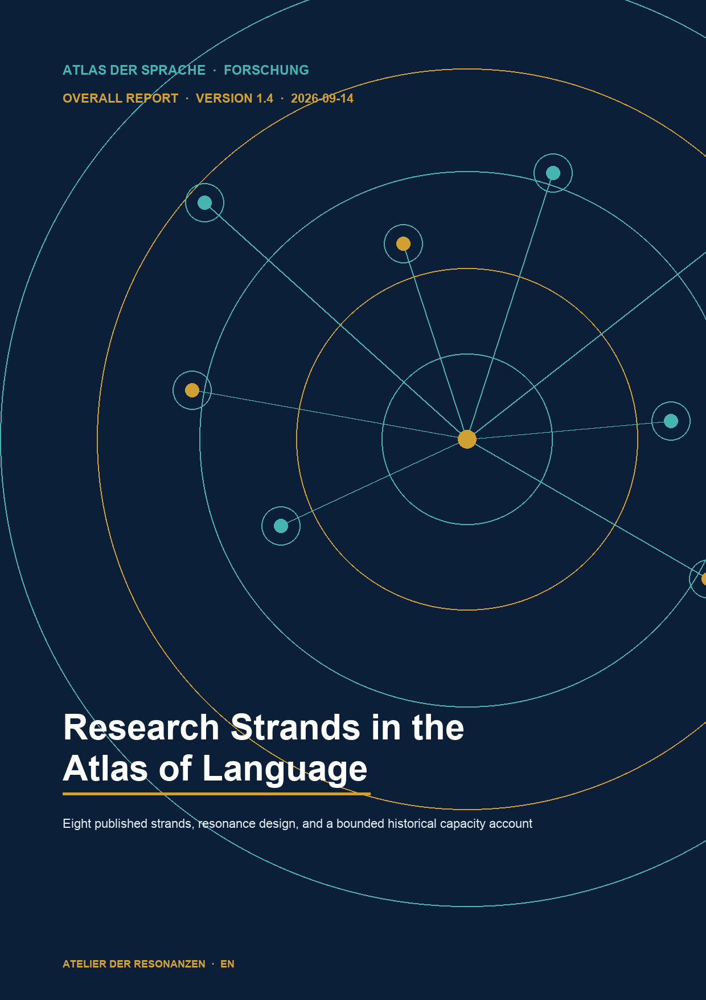 ATLAS DER SPRACHE · FORSCHUNG
OVERALL REPORT · VERSION 1.4 · 2026-09-14
Research Strands in the
Atlas of Language
Eight published strands, resonance design, and a bounded historical capacity account
ATELIER DER RESONANZEN · EN